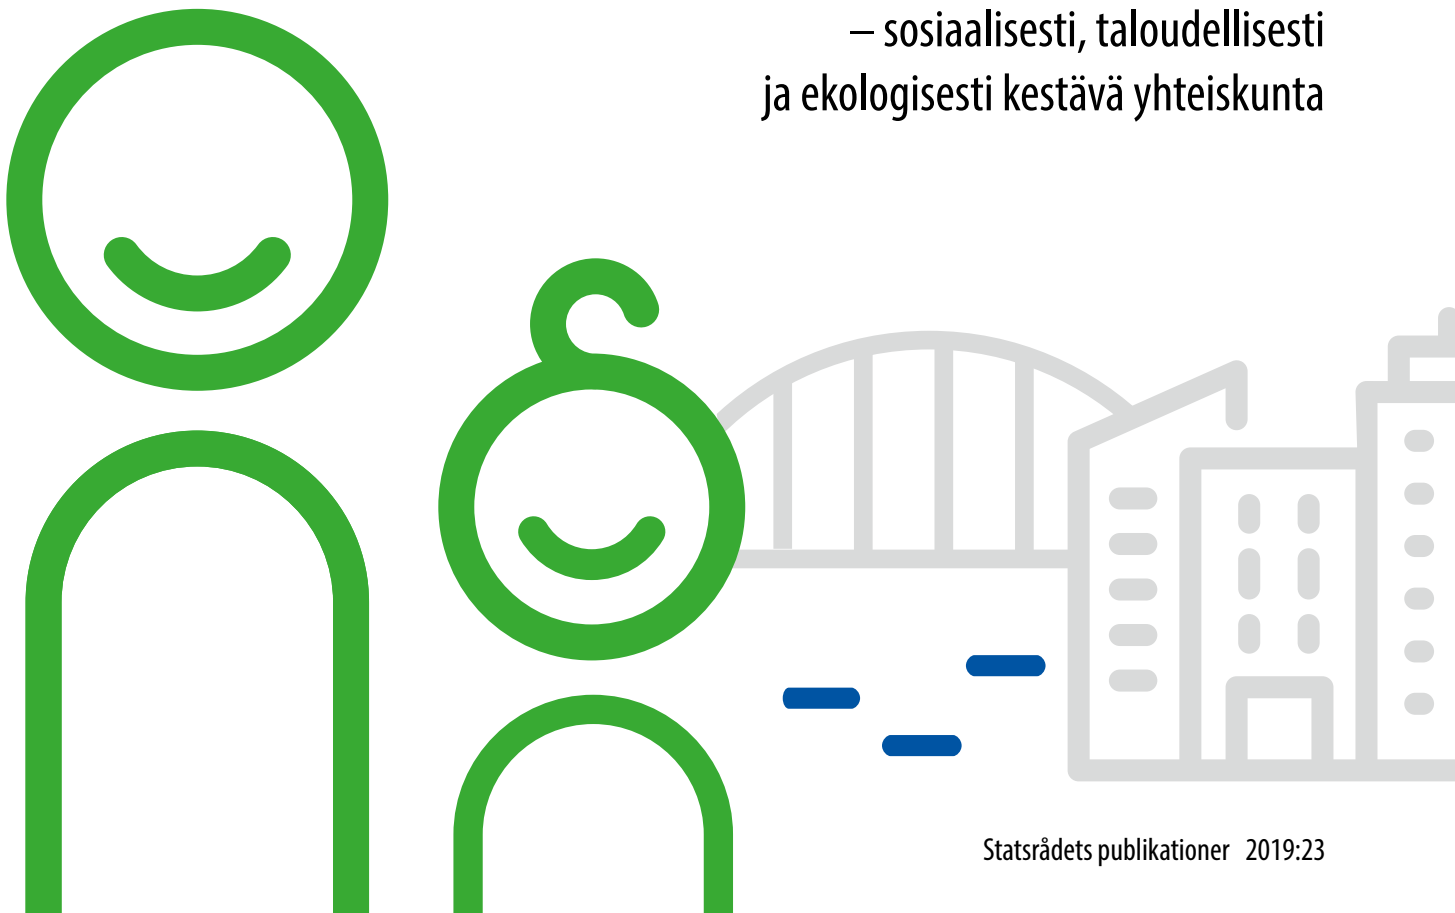 – sosiaalisesti, taloudellisesti
ja ekologisesti kestävä yhteiskunta
Statsrådets publikationer 2019:23